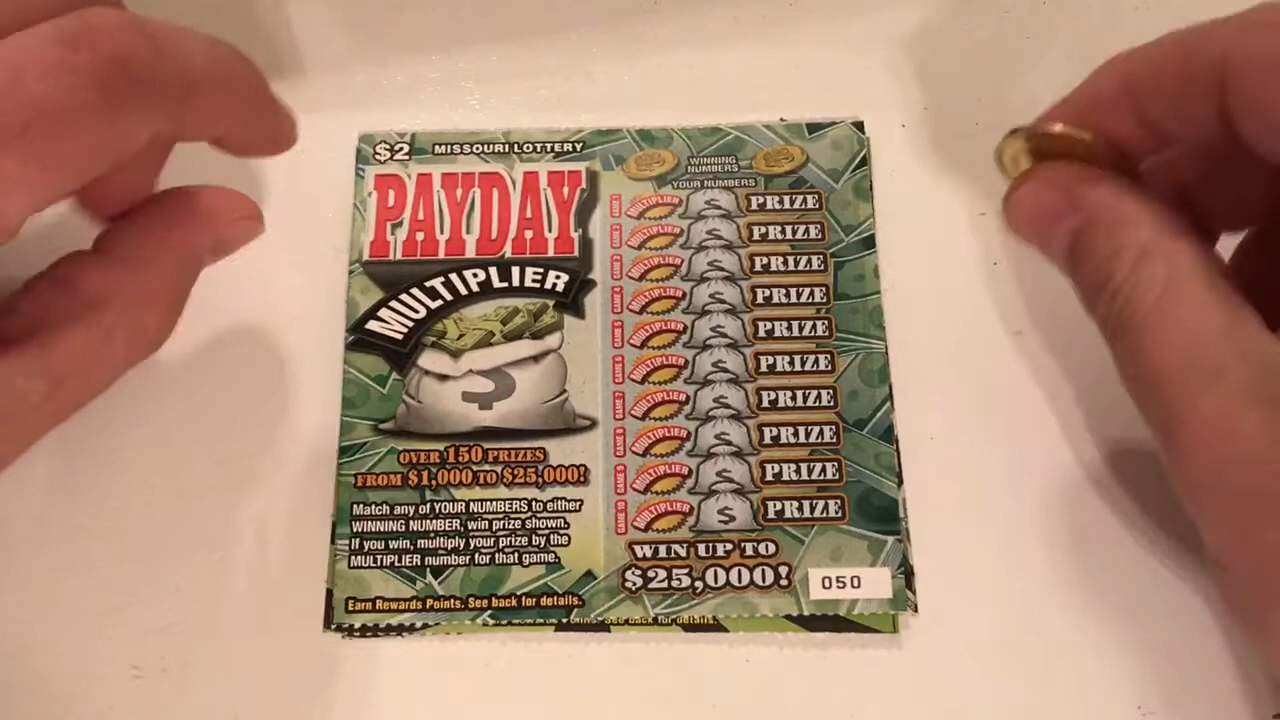 $2 MISSOURI LOTTERY
PAYDAY
MULTIPLIER
$
OVER 150 PRIZES
FROM $1,000 TO $25,000!
Match any of YOUR NUMBERS to either
WINNING NUMBER, win prize shown.
If you win, multiply your prize by the
MULTIPLIER number for that game.
Earn Rewards Points. See back for details.
WINNING
NUMBERS
YOUR NUMBERS
GAME 1 MULTIPLIER $ PRIZE
GAME 2 MULTIPLIER $ PRIZE
GAME 3 MULTIPLIER $ PRIZE
GAME 4 MULTIPLIER $ PRIZE
GAME 5 MULTIPLIER $ PRIZE
GAME 6 MULTIPLIER $ PRIZE
GAME 7 MULTIPLIER $ PRIZE
GAME 8 MULTIPLIER $ PRIZE
GAME 9 MULTIPLIER $ PRIZE
GAME 10 MULTIPLIER $ PRIZE
WIN UP TO
$25,000!
050
See back for details.